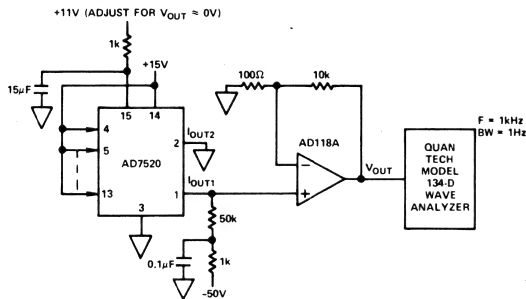 +11V (ADJUST FOR VOUT ≈ 0V)
1k
+15V
15μF
15
14
4
5
13
AD7520
IOUT2
2
IOUT1
1
3
50k
0.1μF
1k
-50V
100Ω
10k
AD118A
−
+
VOUT
QUAN
TECH
MODEL
134-D
WAVE
ANALYZER
F = 1kHz
BW = 1Hz